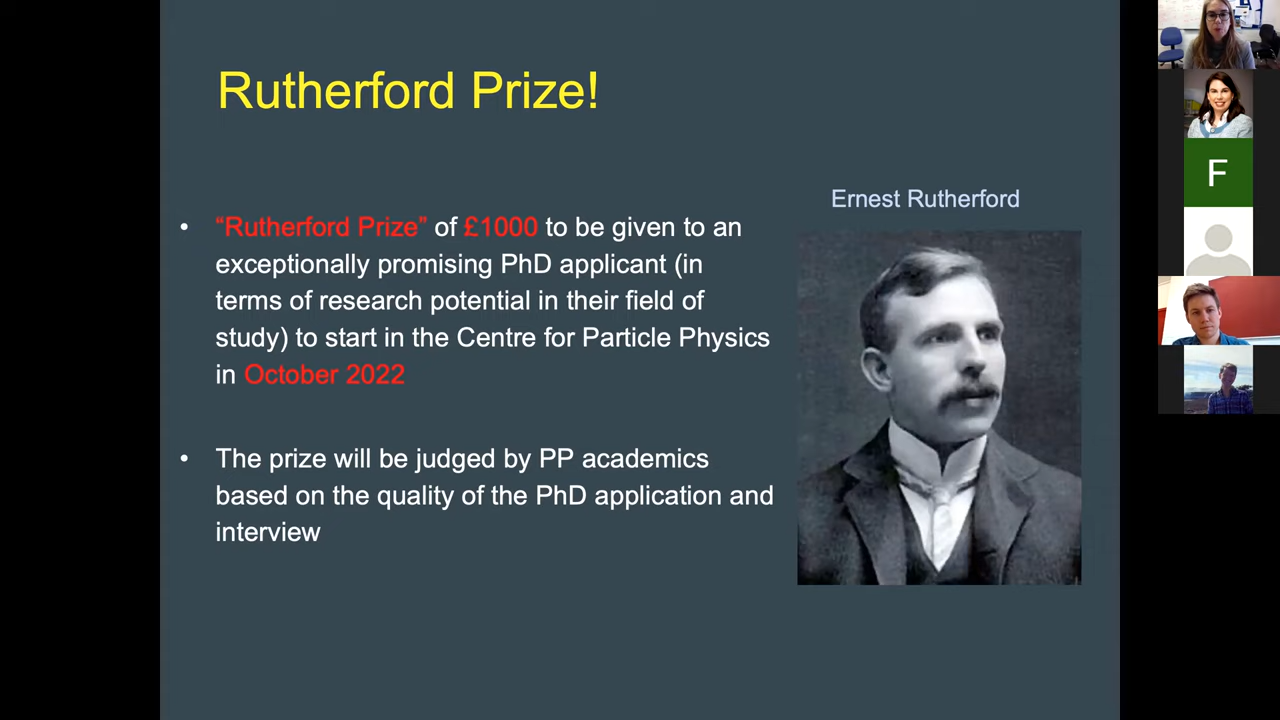 Rutherford Prize!
Ernest Rutherford
• “Rutherford Prize” of £1000 to be given to an
exceptionally promising PhD applicant (in
terms of research potential in their field of
study) to start in the Centre for Particle Physics
in October 2022
• The prize will be judged by PP academics
based on the quality of the PhD application and
interview
F